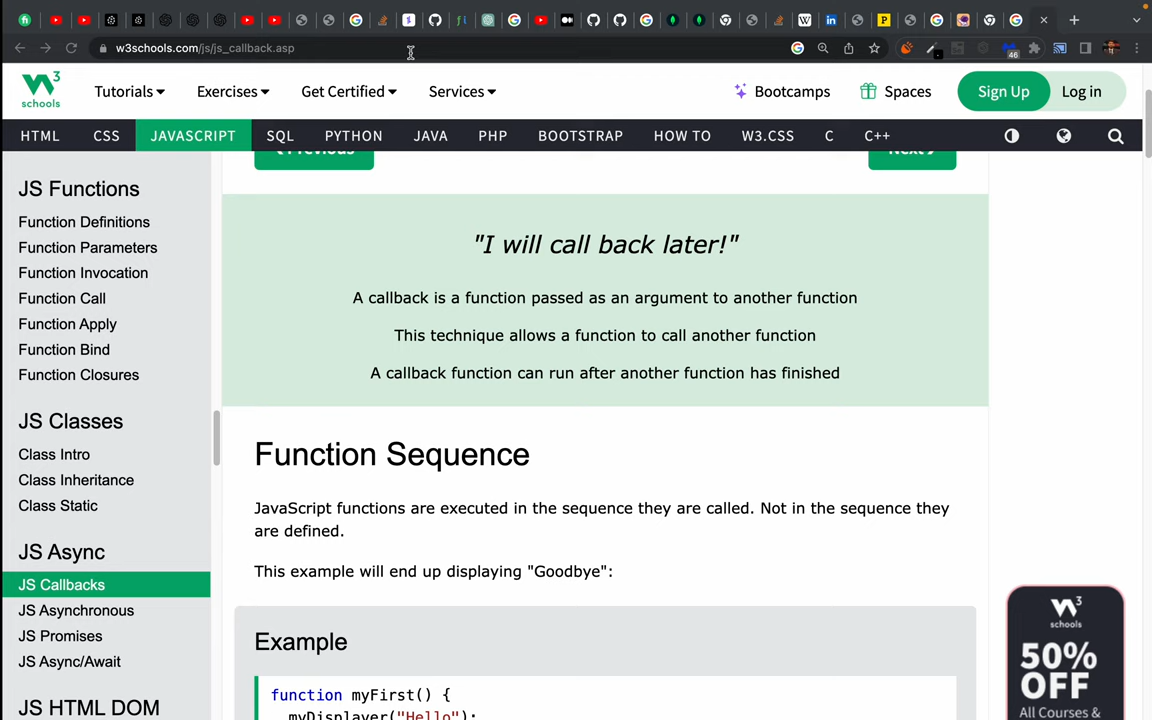 w3schools.com/js/js_callback.asp
46
W3
schools
Tutorials
Exercises
Get Certified
Services
Bootcamps
Spaces
Sign Up
Log in
HTML
CSS
JAVASCRIPT
SQL
PYTHON
JAVA
PHP
BOOTSTRAP
HOW TO
W3.CSS
C
C++
JS Functions
Function Definitions
Function Parameters
Function Invocation
Function Call
Function Apply
Function Bind
Function Closures
JS Classes
Class Intro
Class Inheritance
Class Static
JS Async
JS Callbacks
JS Asynchronous
JS Promises
JS Async/Await
JS HTML DOM
❮ Previous
Next ❯
"I will call back later!"
A callback is a function passed as an argument to another function
This technique allows a function to call another function
A callback function can run after another function has finished
Function Sequence
JavaScript functions are executed in the sequence they are called. Not in the sequence they
are defined.
This example will end up displaying "Goodbye":
Example
function myFirst() {
myDisplayer("Hello");
W3
schools
50%
OFF
All Courses &